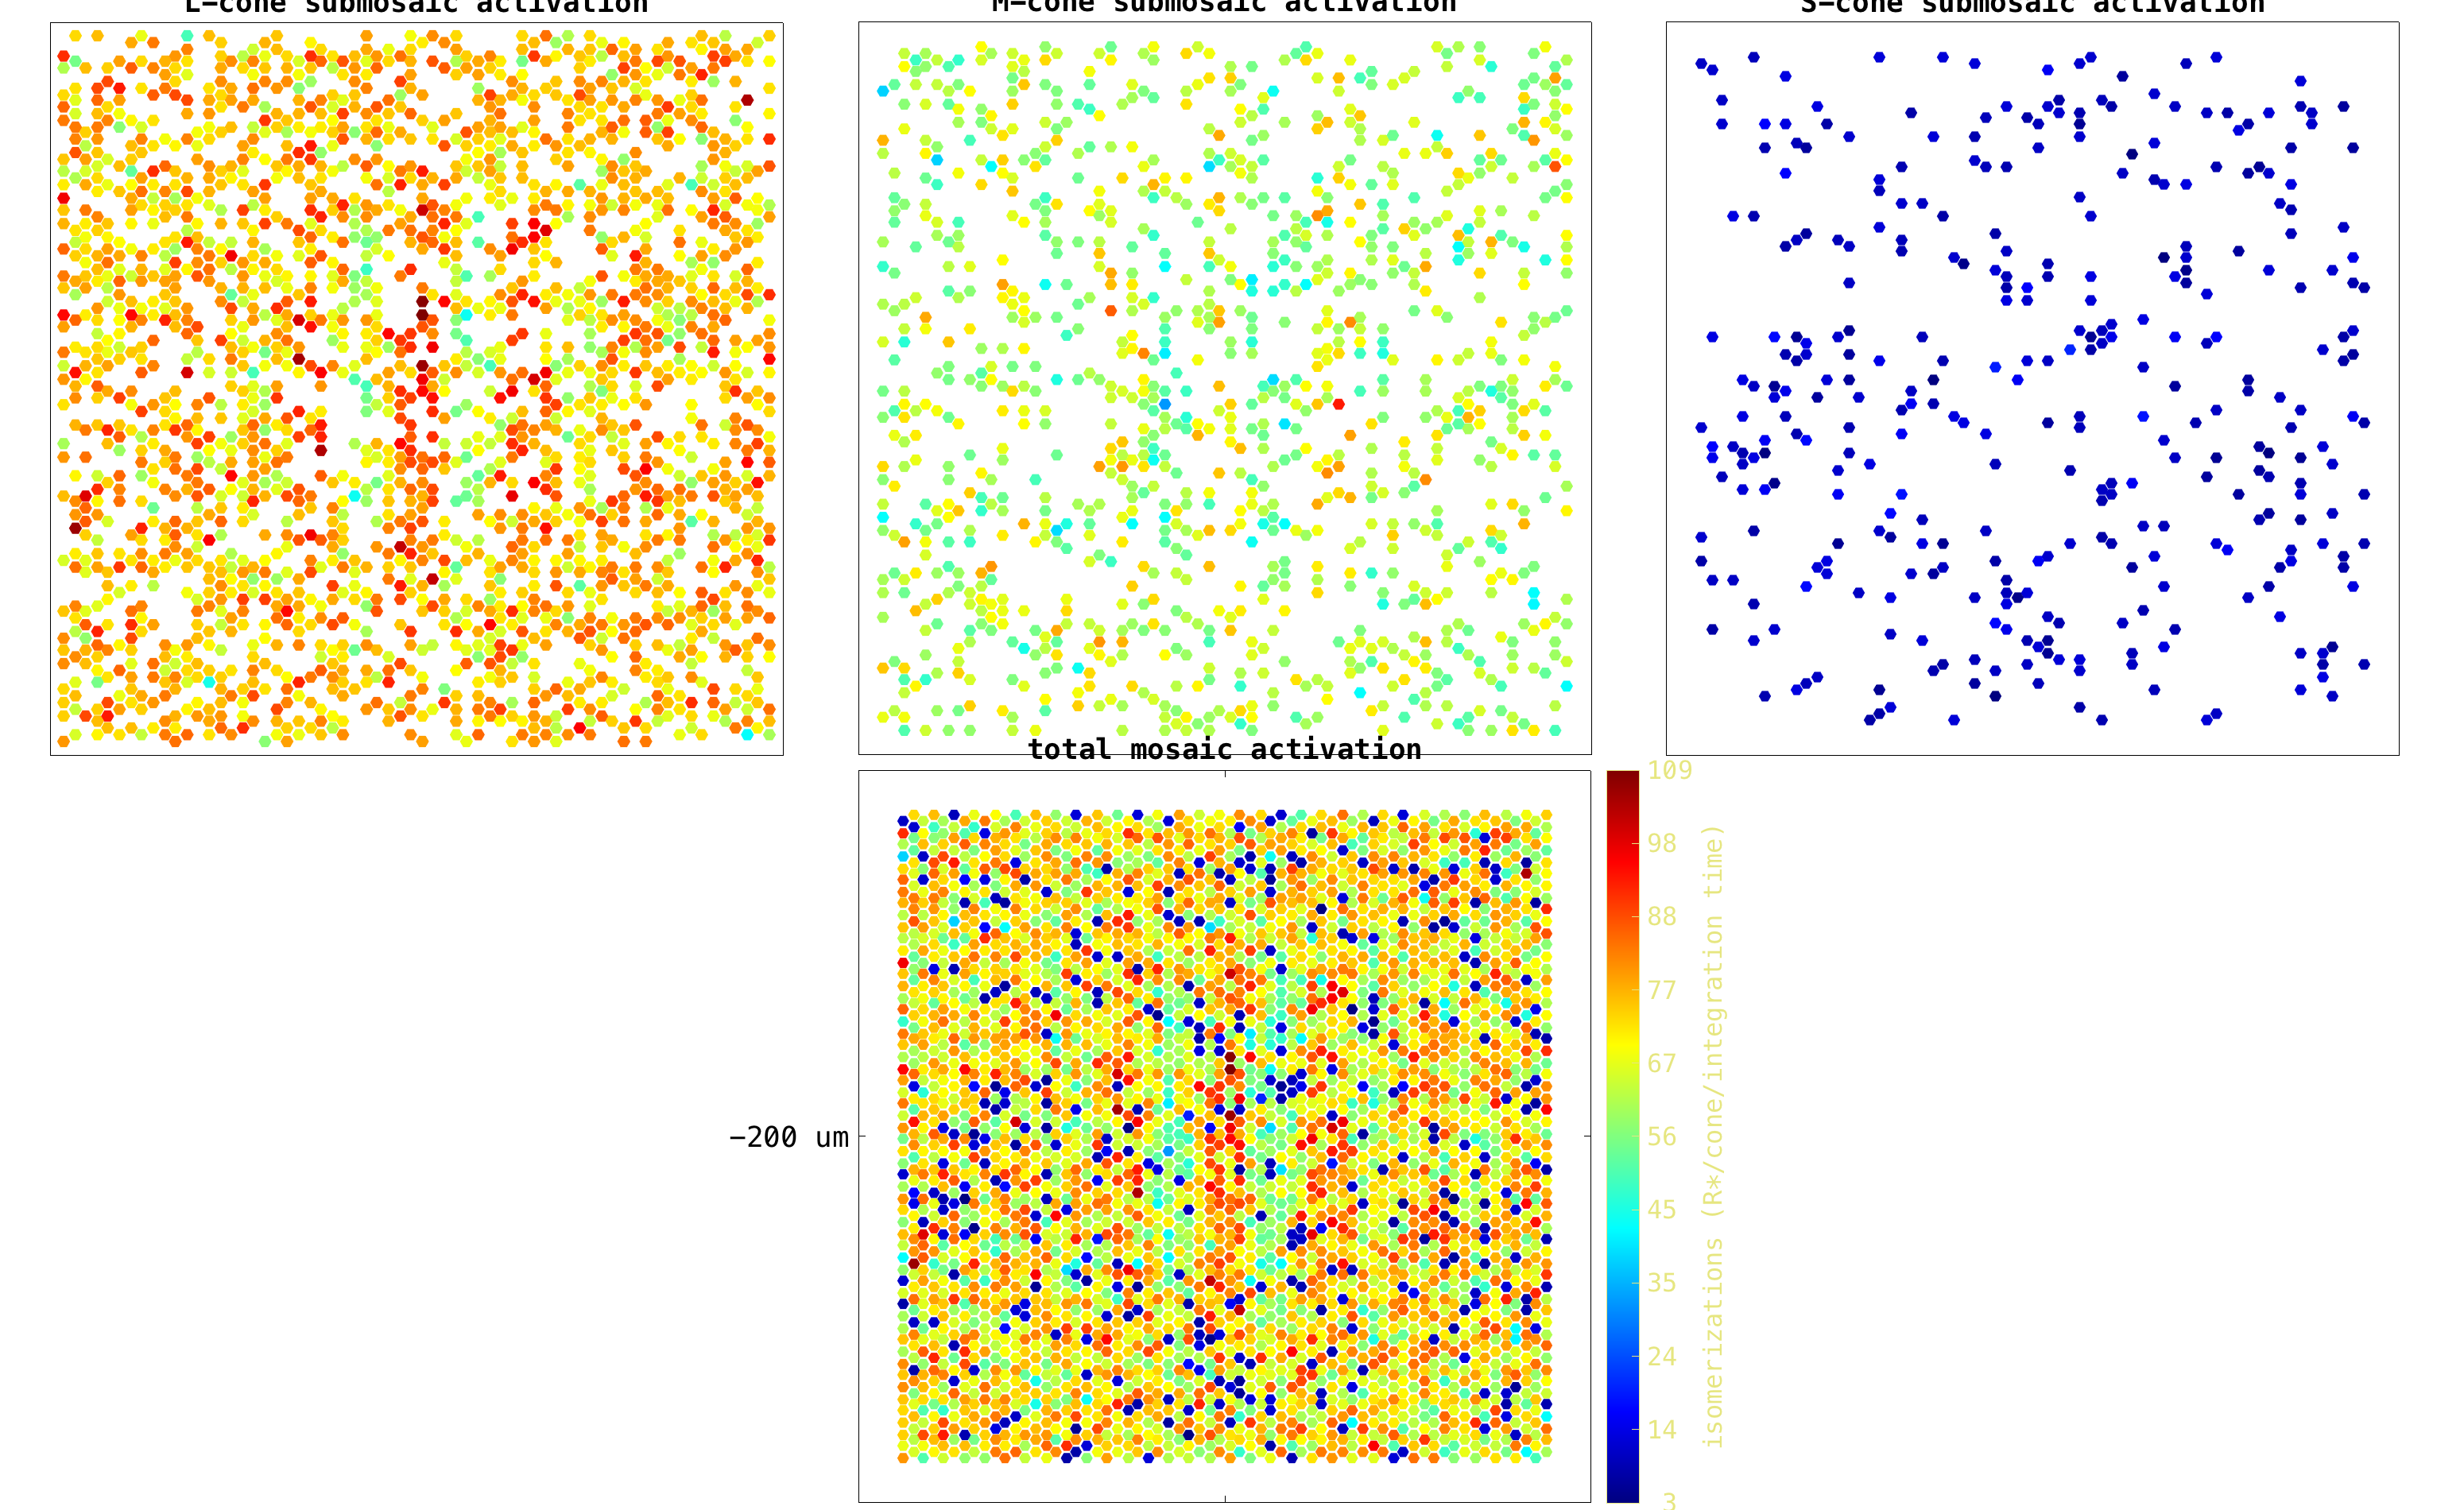 L-cone submosaic activation
M-cone submosaic activation
S-cone submosaic activation
total mosaic activation
-200 um
109
98
88
77
67
56
45
35
24
14
3
isomerizations (R*/cone/integration time)